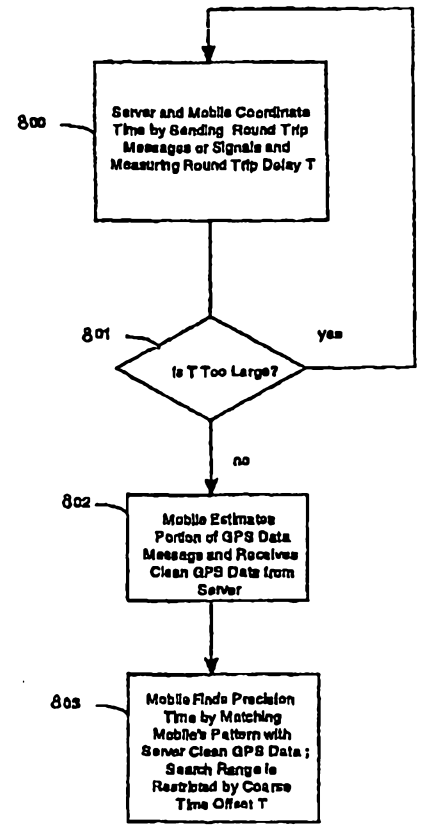 800
Server and Mobile Coordinate
Time by Sending Round Trip
Messages or Signals and
Measuring Round Trip Delay T
801
yes
Is T Too Large?
no
802
Mobile Estimates
Portion of GPS Data
Message and Receives
Clean GPS Data from
Server
803
Mobile Finds Precision
Time by Matching
Mobile's Pattern with
Server Clean GPS Data ;
Search Range is
Restricted by Coarse
Time Offset T